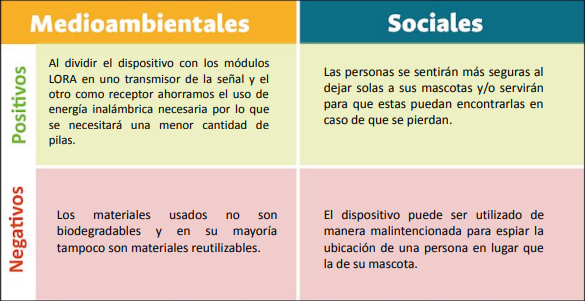 Medioambientales
Sociales
Positivos
Al dividir el dispositivo con los módulos
LORA en uno transmisor de la señal y el
otro como receptor ahorramos el uso de
energía inalámbrica necesaria por lo que
se necesitará una menor cantidad de
pilas.
Las personas se sentirán más seguras al
dejar solas a sus mascotas y/o servirán
para que estas puedan encontrarlas en
caso de que se pierdan.
Negativos
Los materiales usados no son
biodegradables y en su mayoría
tampoco son materiales reutilizables.
El dispositivo puede ser utilizado de
manera malintencionada para espiar la
ubicación de una persona en lugar que
la de su mascota.